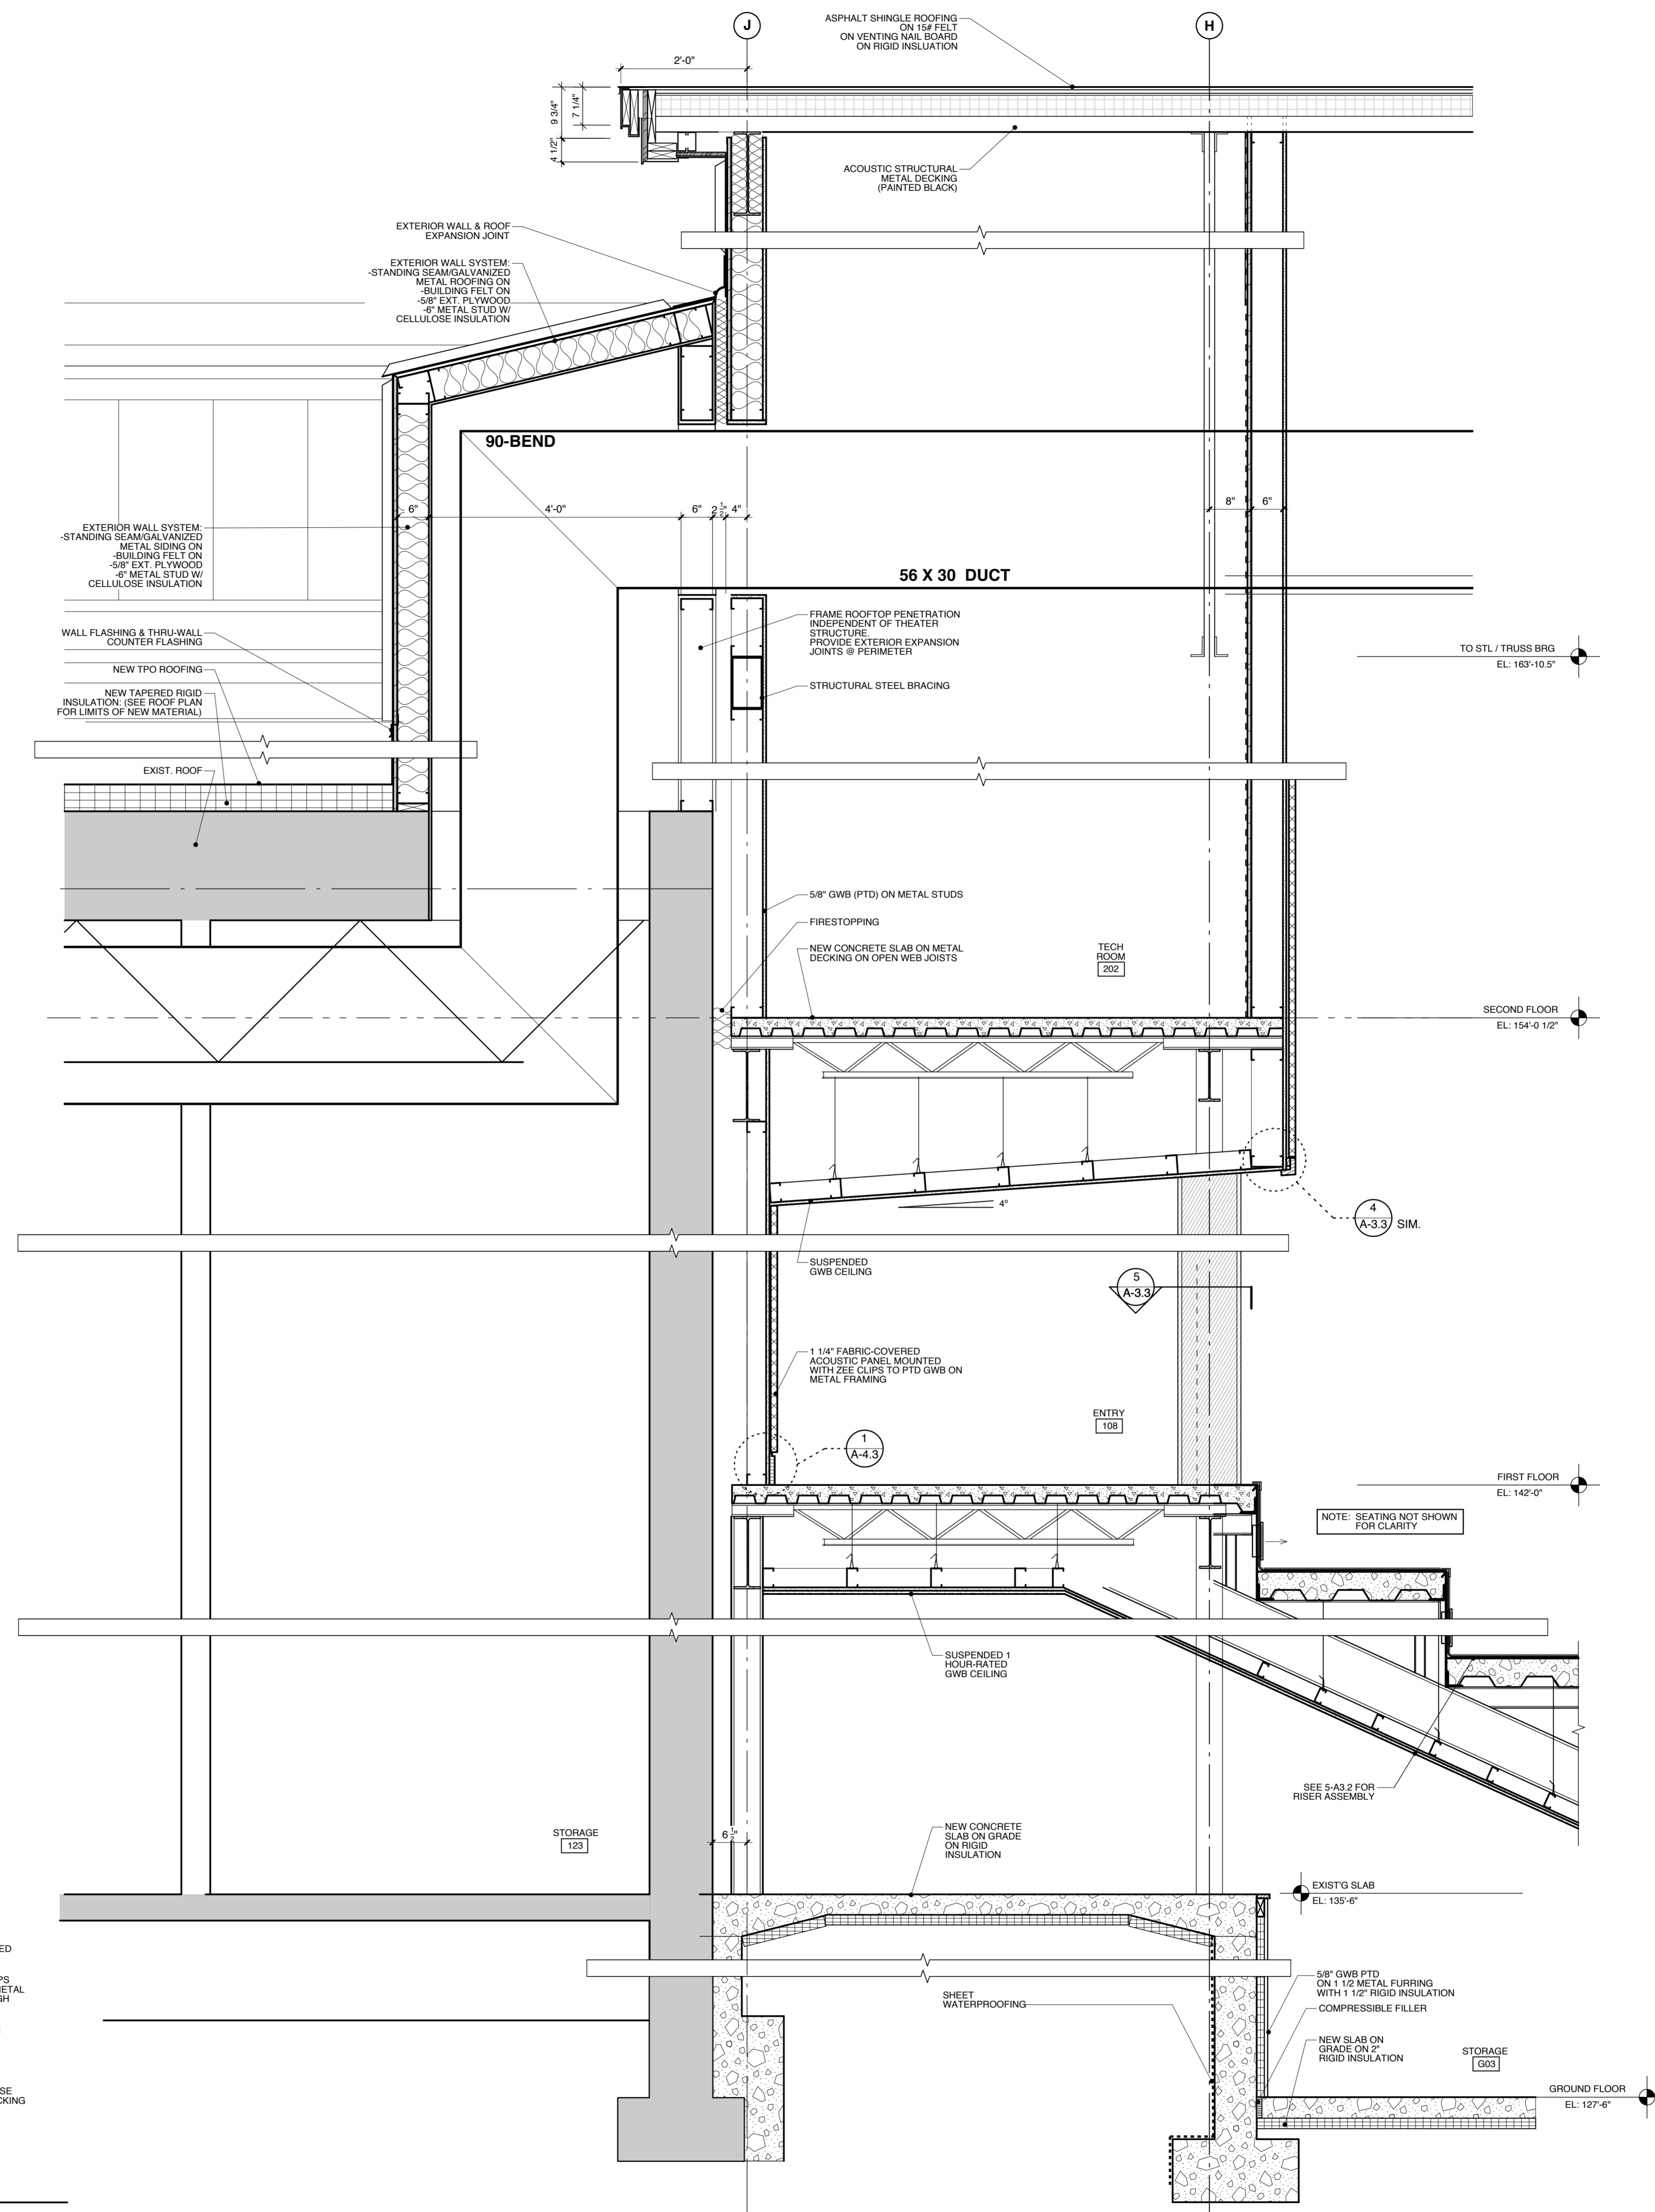 J
H
ASPHALT SHINGLE ROOFING
ON 15# FELT
ON VENTING NAIL BOARD
ON RIGID INSLUATION
2'-0"
9 3/4"
7 1/4"
4 1/2"
ACOUSTIC STRUCTURAL
METAL DECKING
(PAINTED BLACK)
EXTERIOR WALL & ROOF
EXPANSION JOINT
EXTERIOR WALL SYSTEM:
-STANDING SEAM/GALVANIZED
METAL ROOFING ON
-BUILDING FELT ON
-5/8" EXT. PLYWOOD
-6" METAL STUD W/
CELLULOSE INSULATION
90-BEND
6"
4'-0"
6"
2 1/2"
4"
8"
6"
EXTERIOR WALL SYSTEM:
-STANDING SEAM/GALVANIZED
METAL SIDING ON
-BUILDING FELT ON
-5/8" EXT. PLYWOOD
-6" METAL STUD W/
CELLULOSE INSULATION
56 X 30 DUCT
FRAME ROOFTOP PENETRATION
INDEPENDENT OF THEATER
STRUCTURE.
PROVIDE EXTERIOR EXPANSION
JOINTS @ PERIMETER
WALL FLASHING & THRU-WALL
COUNTER FLASHING
NEW TPO ROOFING
TO STL / TRUSS BRG
EL: 163'-10.5"
STRUCTURAL STEEL BRACING
NEW TAPERED RIGID
INSULATION: (SEE ROOF PLAN
FOR LIMITS OF NEW MATERIAL)
EXIST. ROOF
5/8" GWB (PTD) ON METAL STUDS
FIRESTOPPING
NEW CONCRETE SLAB ON METAL
DECKING ON OPEN WEB JOISTS
TECH
ROOM
202
SECOND FLOOR
EL: 154'-0 1/2"
4°
4
A-3.3
SIM.
SUSPENDED
GWB CEILING
5
A-3.3
1 1/4" FABRIC-COVERED
ACOUSTIC PANEL MOUNTED
WITH ZEE CLIPS TO PTD GWB ON
METAL FRAMING
ENTRY
108
1
A-4.3
FIRST FLOOR
EL: 142'-0"
NOTE: SEATING NOT SHOWN
FOR CLARITY
SUSPENDED 1
HOUR-RATED
GWB CEILING
SEE 5-A3.2 FOR
RISER ASSEMBLY
STORAGE
123
6 1/2"
NEW CONCRETE
SLAB ON GRADE
ON RIGID
INSULATION
EXIST'G SLAB
EL: 135'-6"
ED
PS
METAL
GH
SHEET
WATERPROOFING
5/8" GWB PTD
ON 1 1/2 METAL FURRING
WITH 1 1/2" RIGID INSULATION
COMPRESSIBLE FILLER
NEW SLAB ON
GRADE ON 2"
RIGID INSULATION
STORAGE
G03
SE
CKING
GROUND FLOOR
EL: 127'-6"